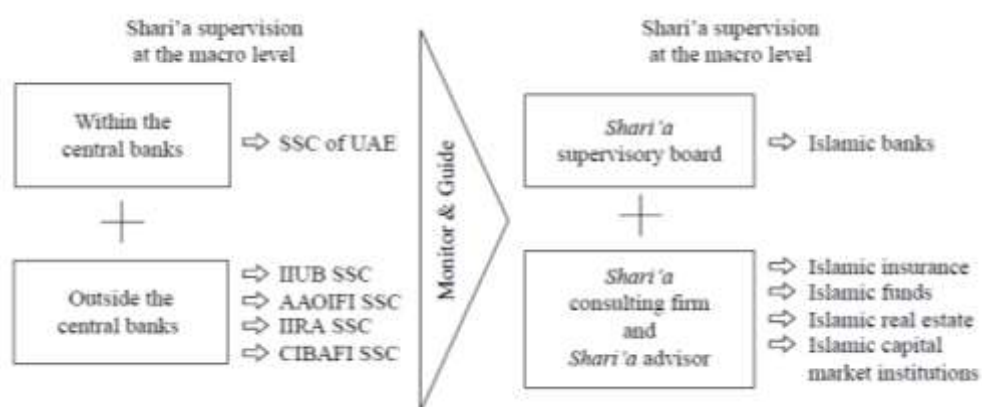 Shari'a supervision
at the macro level
Within the
central banks
⇨ SSC of UAE
+
Outside the
central banks
⇨ IIUB SSC
⇨ AAOIFI SSC
⇨ IIRA SSC
⇨ CIBAFI SSC
Monitor & Guide
Shari'a supervision
at the macro level
Shari'a
supervisory board
⇨ Islamic banks
+
Shari'a
consulting firm
and
Shari'a advisor
⇨ Islamic insurance
⇨ Islamic funds
⇨ Islamic real estate
⇨ Islamic capital
market institutions